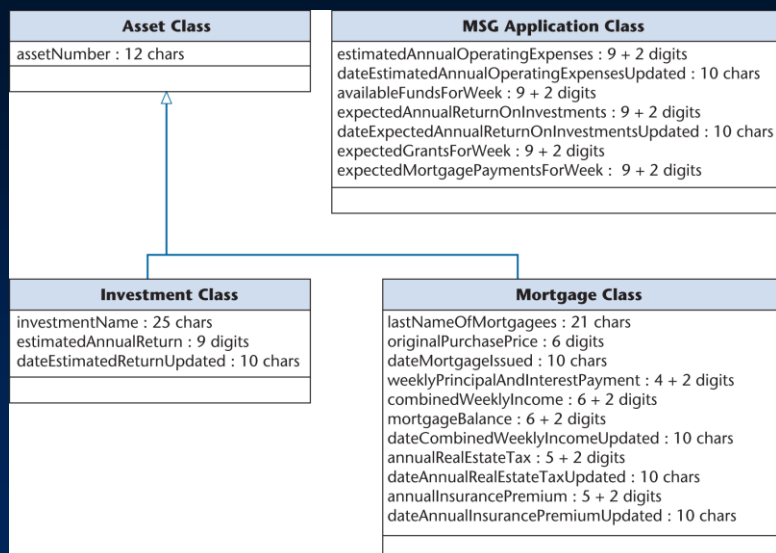 Asset Class
assetNumber : 12 chars
MSG Application Class
estimatedAnnualOperatingExpenses : 9 + 2 digits
dateEstimatedAnnualOperatingExpensesUpdated : 10 chars
availableFundsForWeek : 9 + 2 digits
expectedAnnualReturnOnInvestments : 9 + 2 digits
dateExpectedAnnualReturnOnInvestmentsUpdated : 10 chars
expectedGrantsForWeek : 9 + 2 digits
expectedMortgagePaymentsForWeek : 9 + 2 digits
Investment Class
investmentName : 25 chars
estimatedAnnualReturn : 9 digits
dateEstimatedReturnUpdated : 10 chars
Mortgage Class
lastNameOfMortgagees : 21 chars
originalPurchasePrice : 6 digits
dateMortgageIssued : 10 chars
weeklyPrincipalAndInterestPayment : 4 + 2 digits
combinedWeeklyIncome : 6 + 2 digits
mortgageBalance : 6 + 2 digits
dateCombinedWeeklyIncomeUpdated : 10 chars
annualRealEstateTax : 5 + 2 digits
dateAnnualRealEstateTaxUpdated : 10 chars
annualInsurancePremium : 5 + 2 digits
dateAnnualInsurancePremiumUpdated : 10 chars